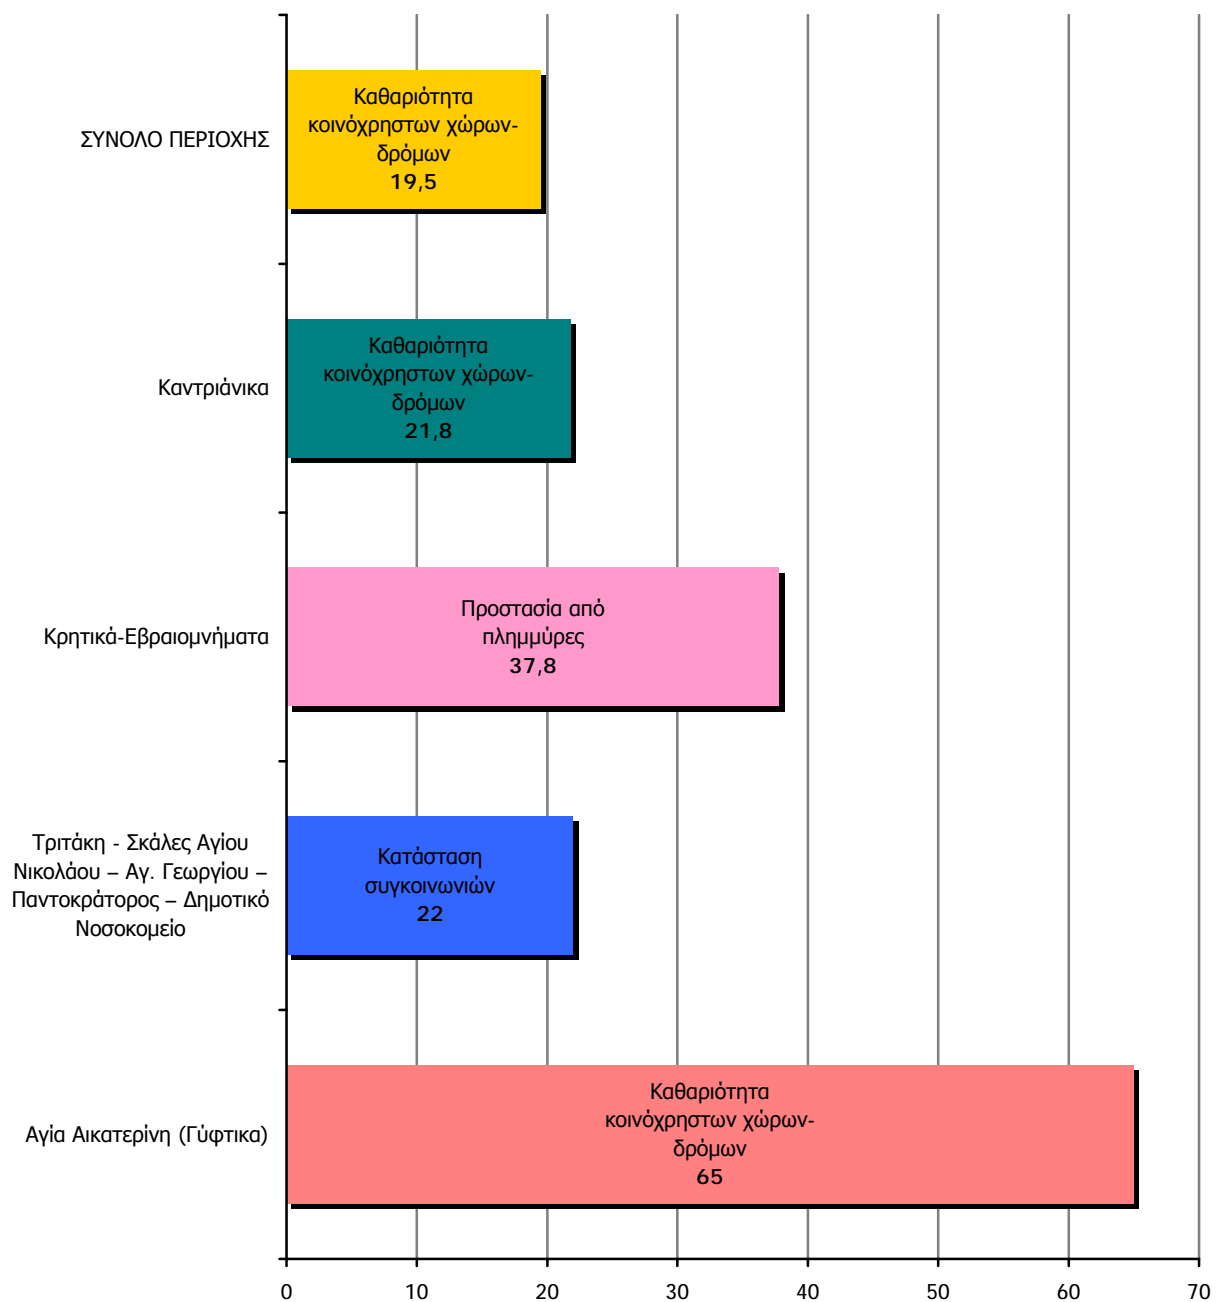 ΣΥΝΟΛΟ ΠΕΡΙΟΧΗΣ
Καθαριότητα
κοινόχρηστων χώρων-
δρόμων
19,5
Καντριάνικα
Καθαριότητα
κοινόχρηστων χώρων-
δρόμων
21,8
Κρητικά-Εβραιομνήματα
Προστασία από
πλημμύρες
37,8
Τριτάκη - Σκάλες Αγίου
Νικολάου – Αγ. Γεωργίου –
Παντοκράτορος – Δημοτικό
Νοσοκομείο
Κατάσταση
συγκοινωνιών
22
Αγία Αικατερίνη (Γύφτικα)
Καθαριότητα
κοινόχρηστων χώρων-
δρόμων
65
0 10 20 30 40 50 60 70